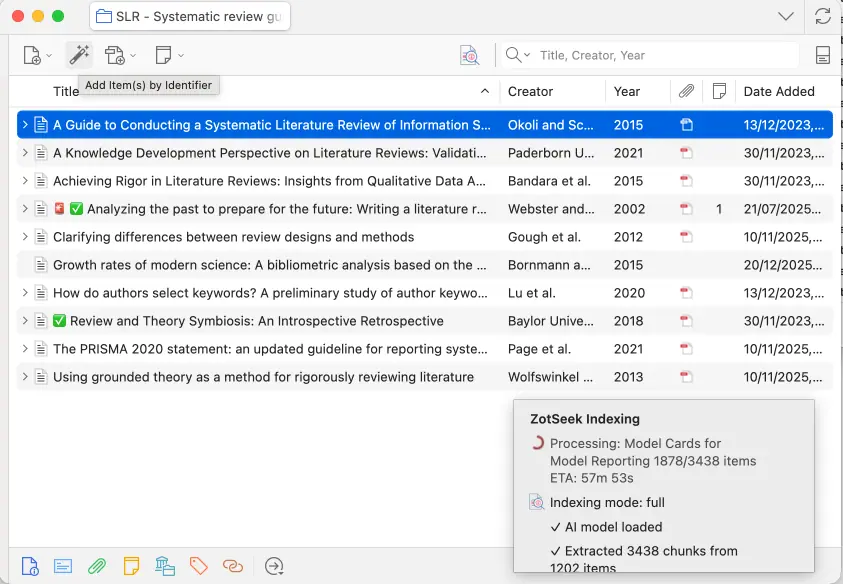 SLR - Systematic review gu
Title, Creator, Year
Add Item(s) by Identifier
Title Creator Year Date Added
A Guide to Conducting a Systematic Literature Review of Information S... Okoli and Sc... 2015 13/12/2023,...
A Knowledge Development Perspective on Literature Reviews: Validati... Paderborn U... 2021 30/11/2023,...
Achieving Rigor in Literature Reviews: Insights from Qualitative Data A... Bandara et al. 2015 30/11/2023,...
🚨 ✅ Analyzing the past to prepare for the future: Writing a literature r... Webster and... 2002 1 21/07/2025...
Clarifying differences between review designs and methods Gough et al. 2012 10/11/2025,...
Growth rates of modern science: A bibliometric analysis based on the ... Bornmann a... 2015 20/12/2025...
How do authors select keywords? A preliminary study of author keywo... Lu et al. 2020 13/12/2023,...
✅ Review and Theory Symbiosis: An Introspective Retrospective Baylor Unive... 2018 30/11/2023,...
The PRISMA 2020 statement: an updated guideline for reporting syste... Page et al. 2021 10/11/2025,...
Using grounded theory as a method for rigorously reviewing literature Wolfswinkel ... 2013 10/11/2025,...
ZotSeek Indexing
Processing: Model Cards for
Model Reporting 1878/3438 items
ETA: 57m 53s
Indexing mode: full
✓ AI model loaded
✓ Extracted 3438 chunks from
1202 items